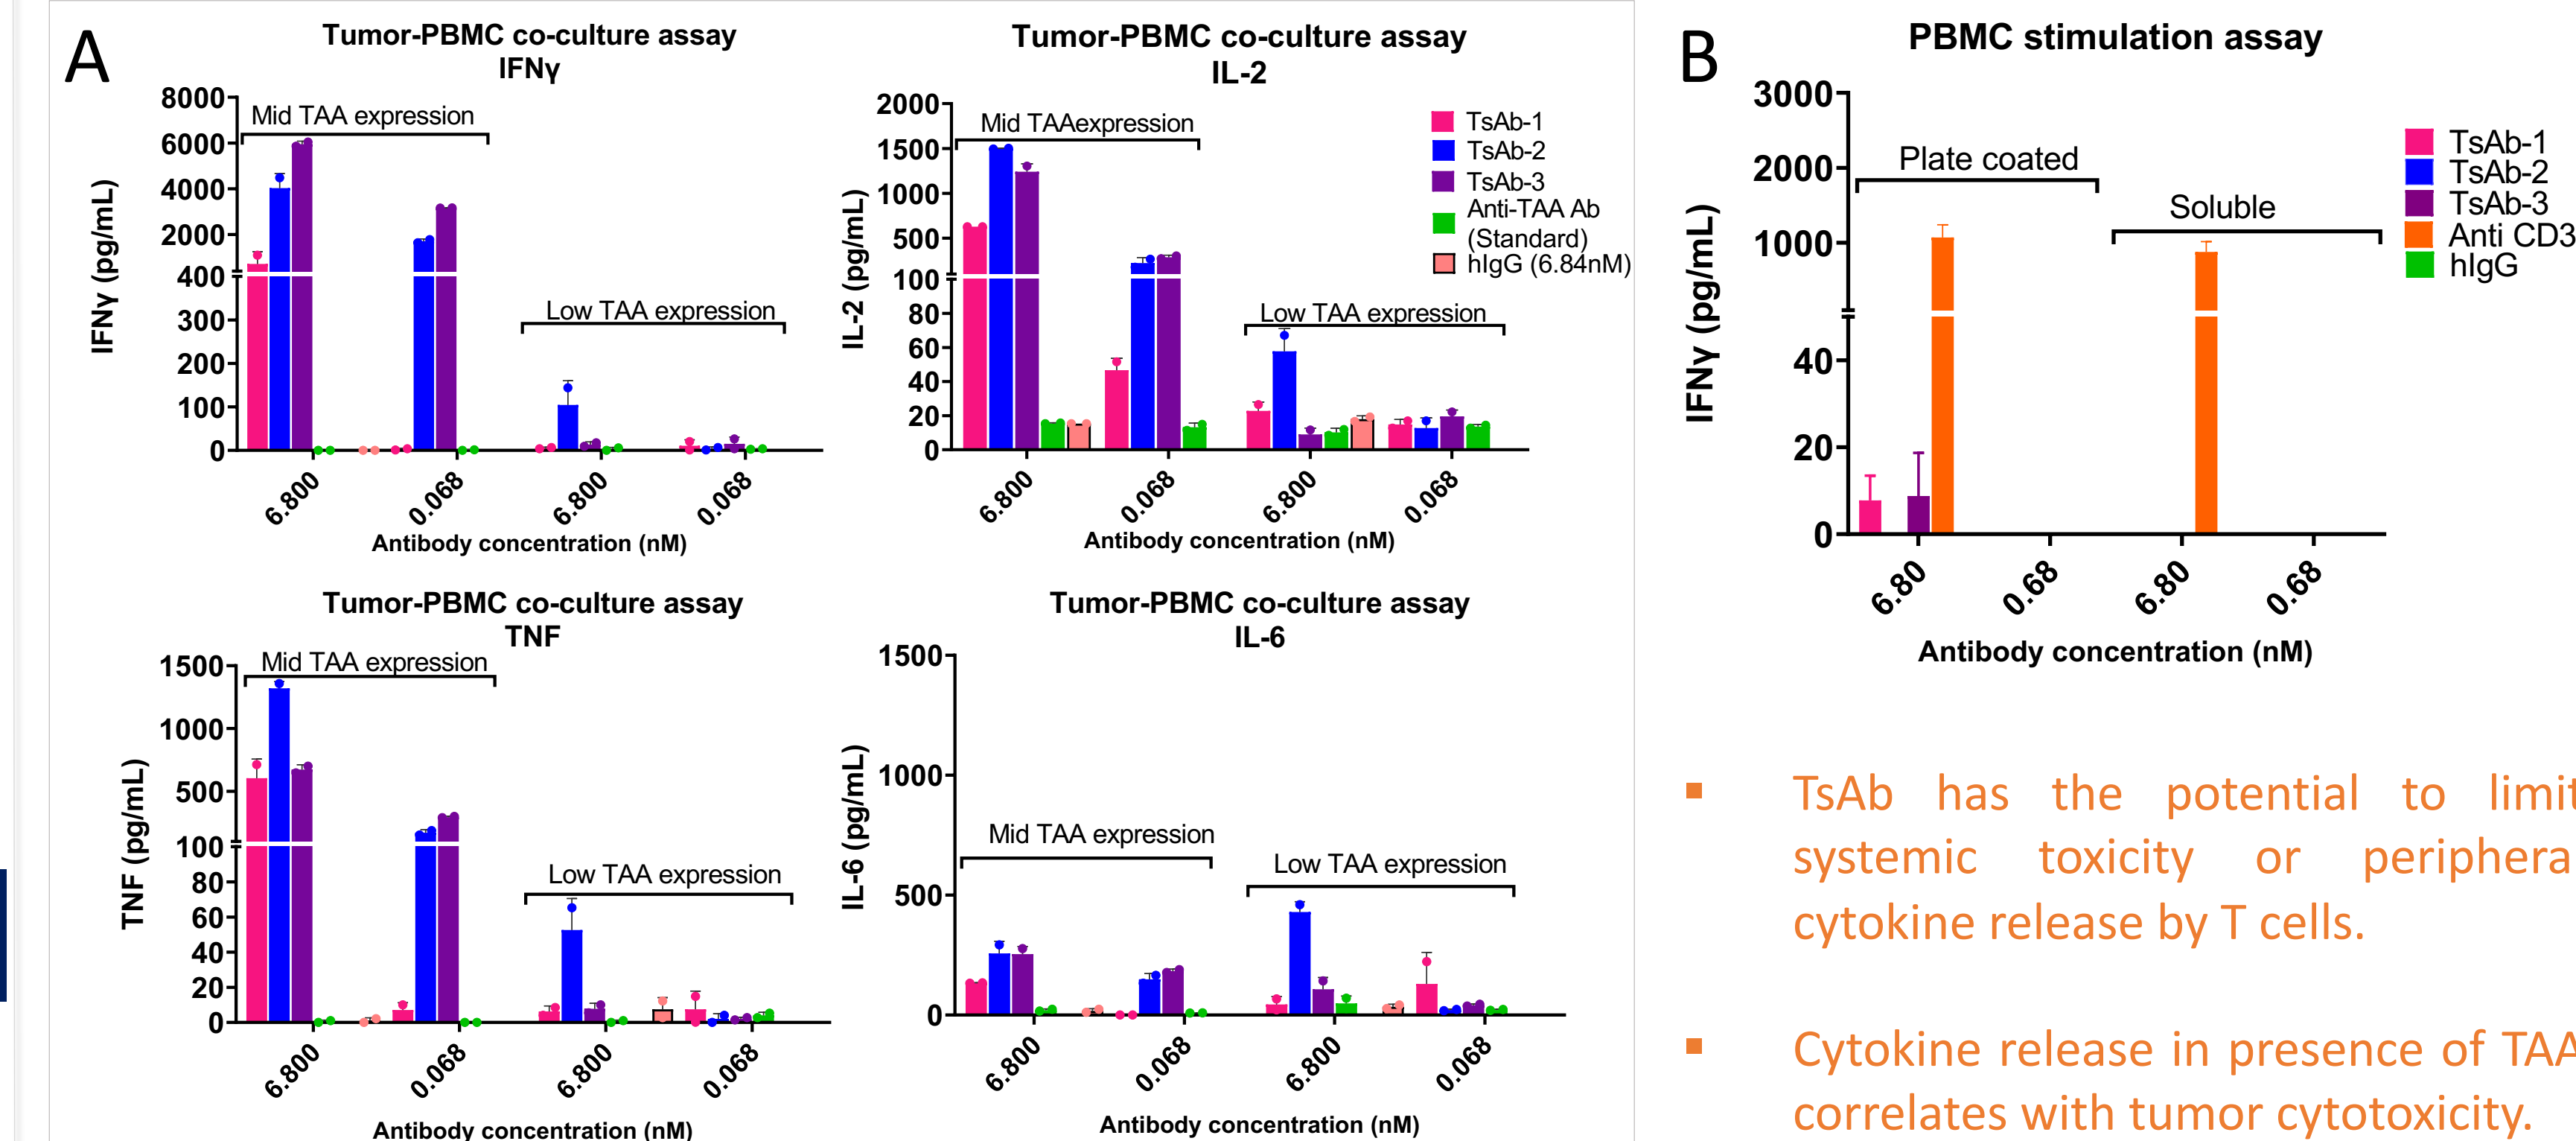 A
Tumor-PBMC co-culture assay
IFNγ
8000
6000
4000
2000
400
300
200
100
0
IFNγ (pg/mL)
Mid TAA expression
Low TAA expression
6.800
0.068
6.800
0.068
Antibody concentration (nM)
Tumor-PBMC co-culture assay
IL-2
2000
1500
1000
500
100
80
60
40
20
0
IL-2 (pg/mL)
Mid TAAexpression
Low TAA expression
6.800
0.068
6.800
0.068
Antibody concentration (nM)
TsAb-1
TsAb-2
TsAb-3
Anti-TAA Ab
(Standard)
hIgG (6.84nM)
Tumor-PBMC co-culture assay
TNF
1500
1000
500
100
80
60
40
20
0
TNF (pg/mL)
Mid TAA expression
Low TAA expression
6.800
0.068
6.800
0.068
Antibody concentration (nM)
Tumor-PBMC co-culture assay
IL-6
1500
1000
500
0
IL-6 (pg/mL)
Mid TAA expression
Low TAA expression
6.800
0.068
6.800
0.068
Antibody concentration (nM)
B
PBMC stimulation assay
3000
2000
1000
40
20
0
IFNγ (pg/mL)
Plate coated
Soluble
6.80
0.68
6.80
0.68
Antibody concentration (nM)
TsAb-1
TsAb-2
TsAb-3
Anti CD3
hIgG
TsAb has the potential to limit
systemic toxicity or periphera
cytokine release by T cells.
Cytokine release in presence of TAA
correlates with tumor cytotoxicity.